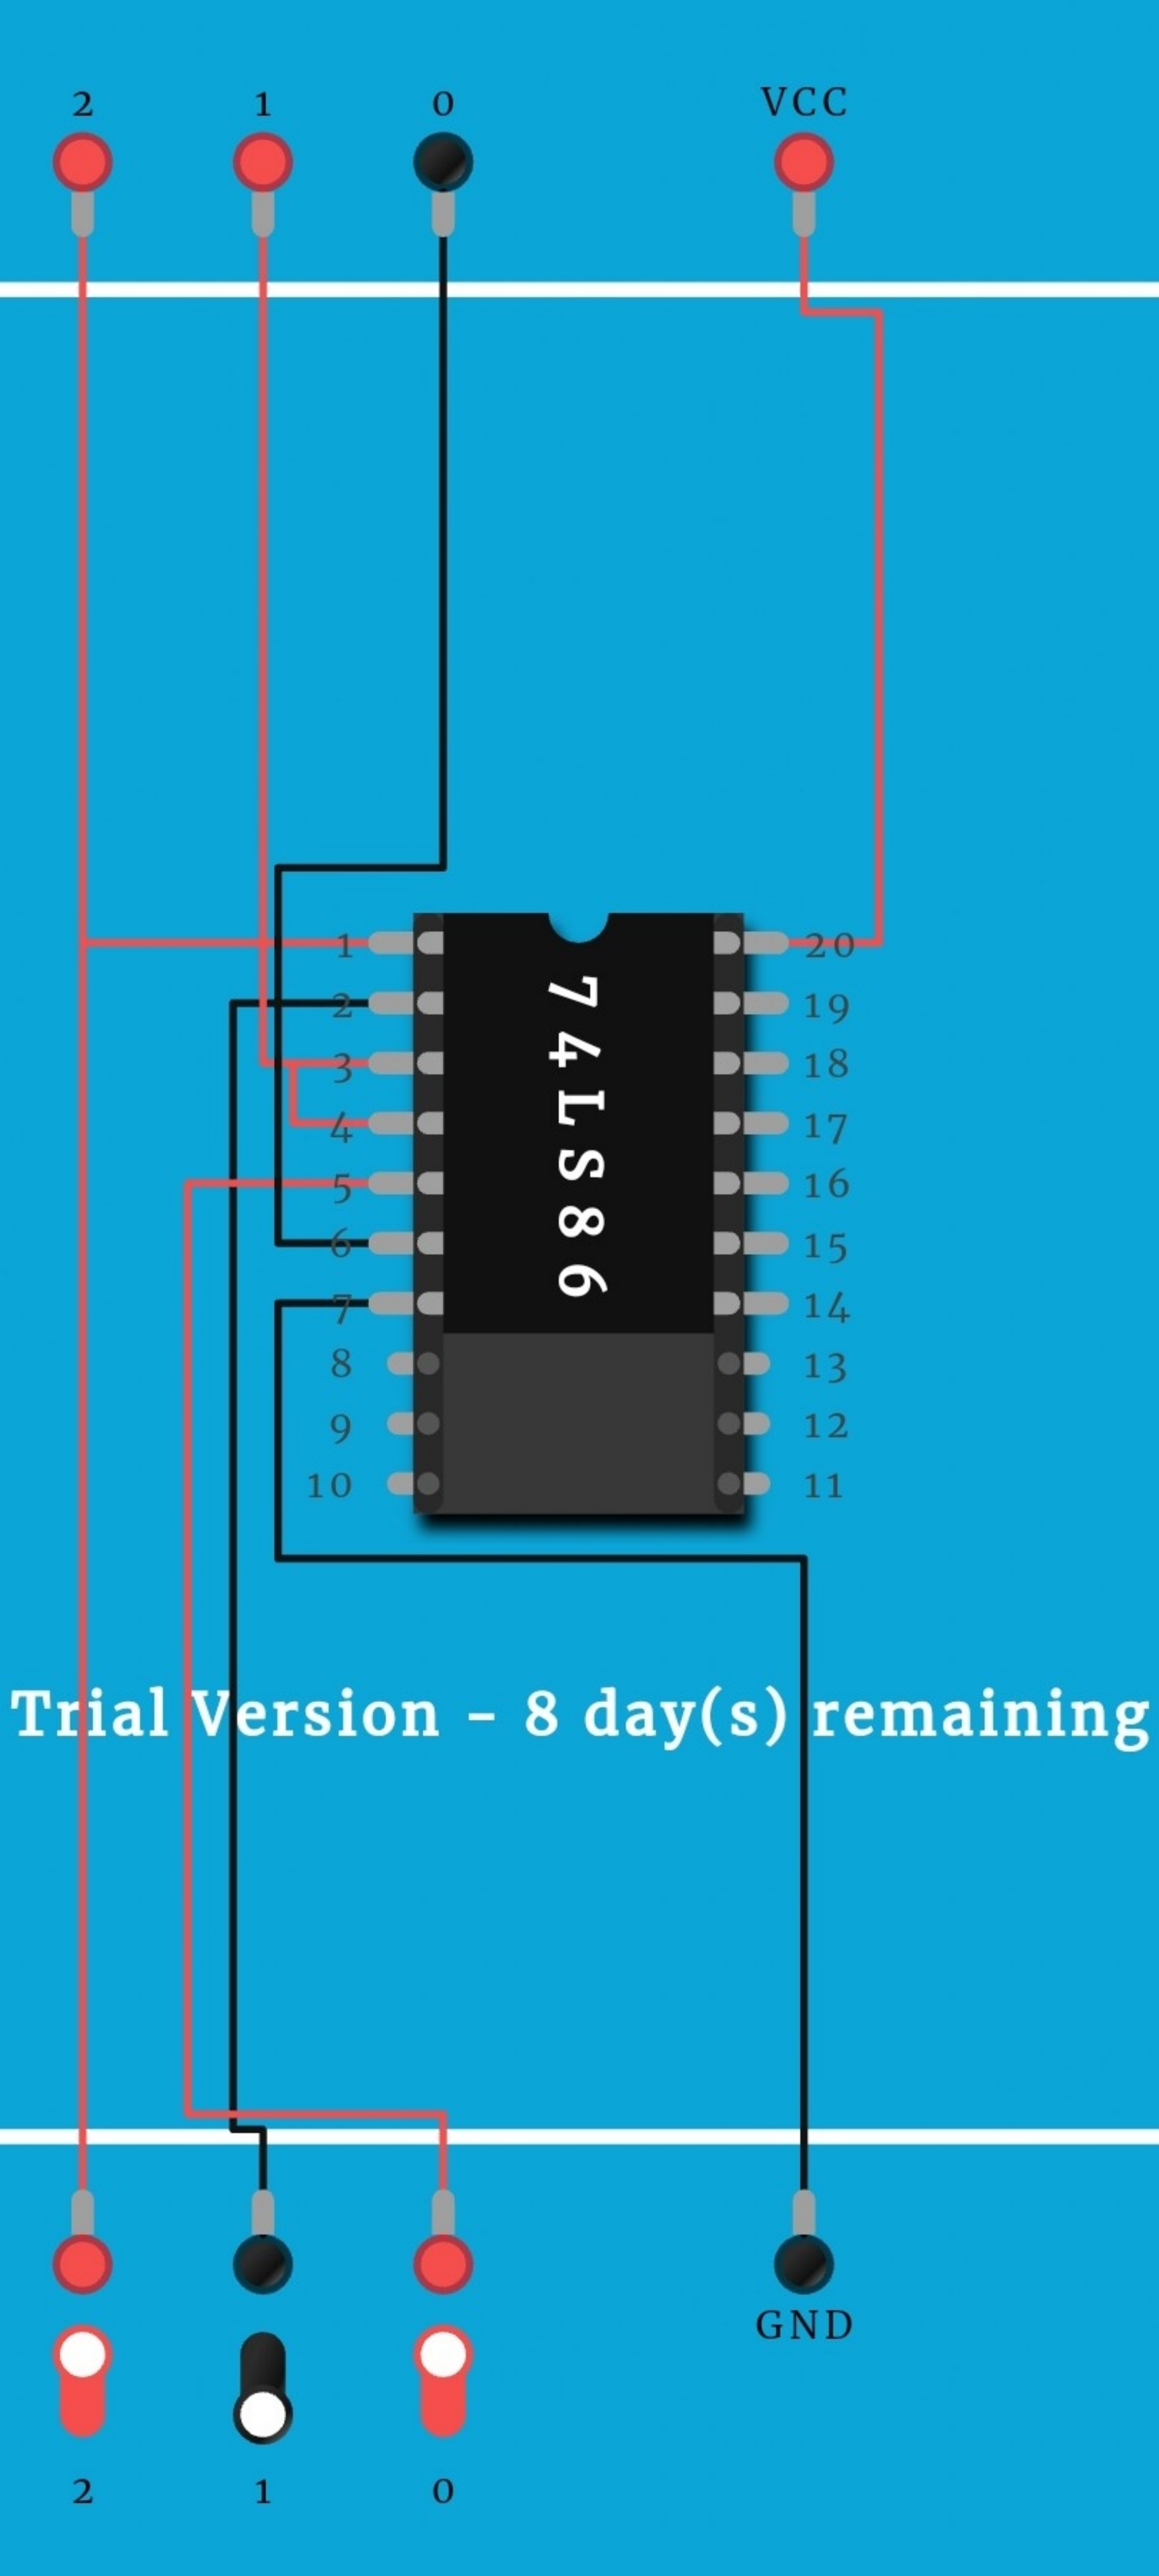 2 1 0 VCC
1 20
2 19
3 18
4 17
5 16
6 15
7 14
8 13
9 12
10 11
74LS86
Trial Version - 8 day(s) remaining
GND
2 1 0